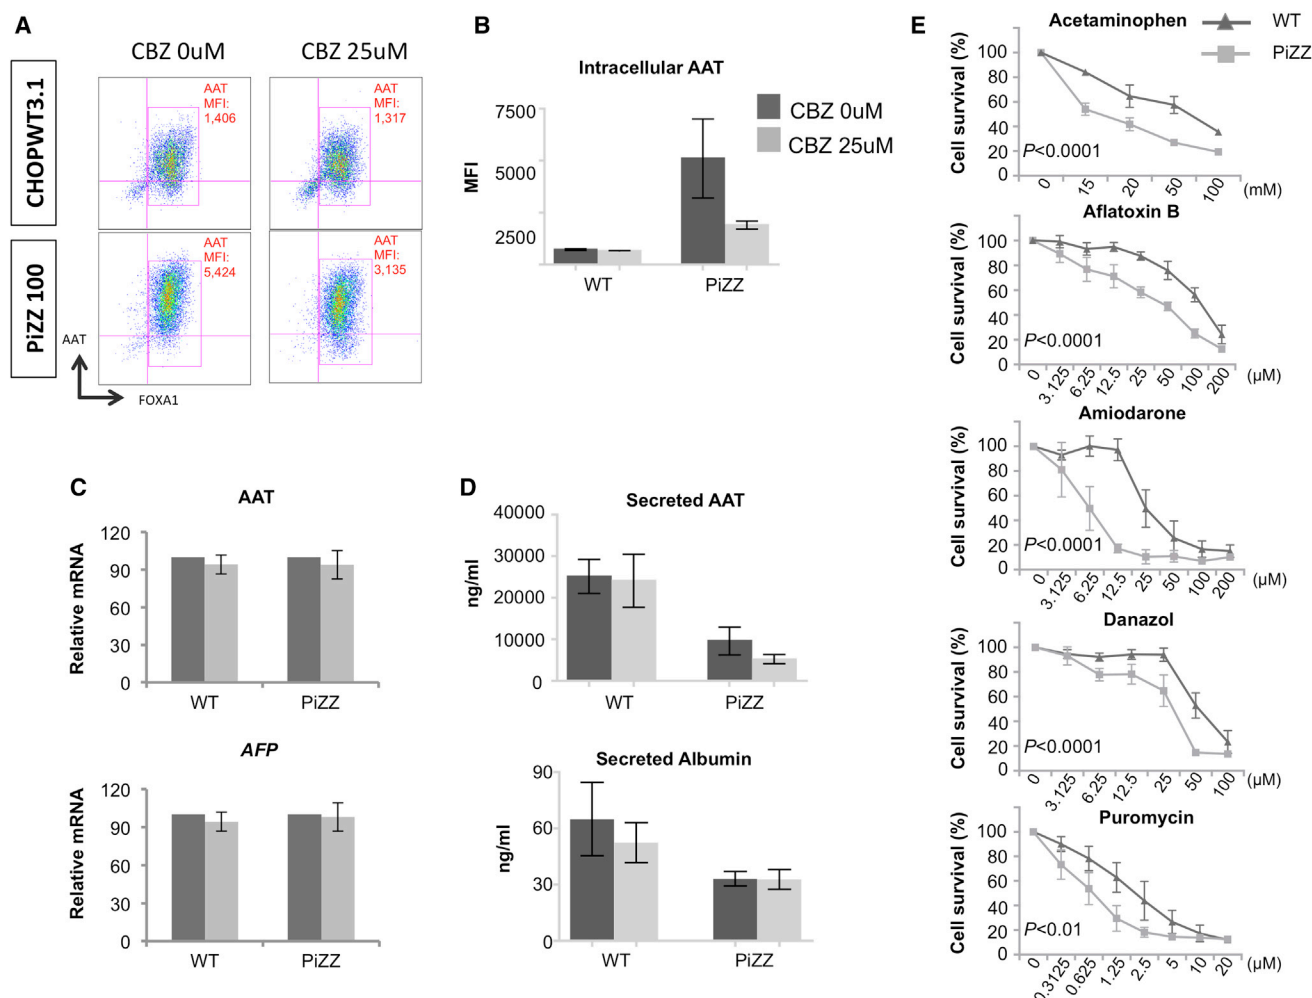 A
CBZ 0uM
CBZ 25uM
CHOPWT3.1
PiZZ 100
AAT
MFI:
1,406
AAT
MFI:
1,317
AAT
MFI:
5,424
AAT
MFI:
3,135
AAT
FOXA1
B
Intracellular AAT
MFI
7500
5000
2500
WT
PiZZ
CBZ 0uM
CBZ 25uM
C
AAT
Relative mRNA
120
90
60
30
0
WT
PiZZ
AFP
Relative mRNA
120
90
60
30
0
WT
PiZZ
D
Secreted AAT
ng/ml
40000
30000
20000
10000
0
WT
PiZZ
Secreted Albumin
ng/ml
90
60
30
0
WT
PiZZ
E
WT
PiZZ
Acetaminophen
Cell survival (%)
100
80
60
40
20
0
P<0.0001
0 15 20 50 100 (mM)
Aflatoxin B
Cell survival (%)
100
80
60
40
20
0
P<0.0001
0 3.125 6.25 12.5 25 50 100 200 (µM)
Amiodarone
Cell survival (%)
100
80
60
40
20
0
P<0.0001
0 3.125 6.25 12.5 25 50 100 200 (µM)
Danazol
Cell survival (%)
100
80
60
40
20
0
P<0.0001
0 3.125 6.25 12.5 25 50 100 (µM)
Puromycin
Cell survival (%)
100
80
60
40
20
0
P<0.01
0 0.3125 0.625 1.25 2.5 5 10 20 (µM)